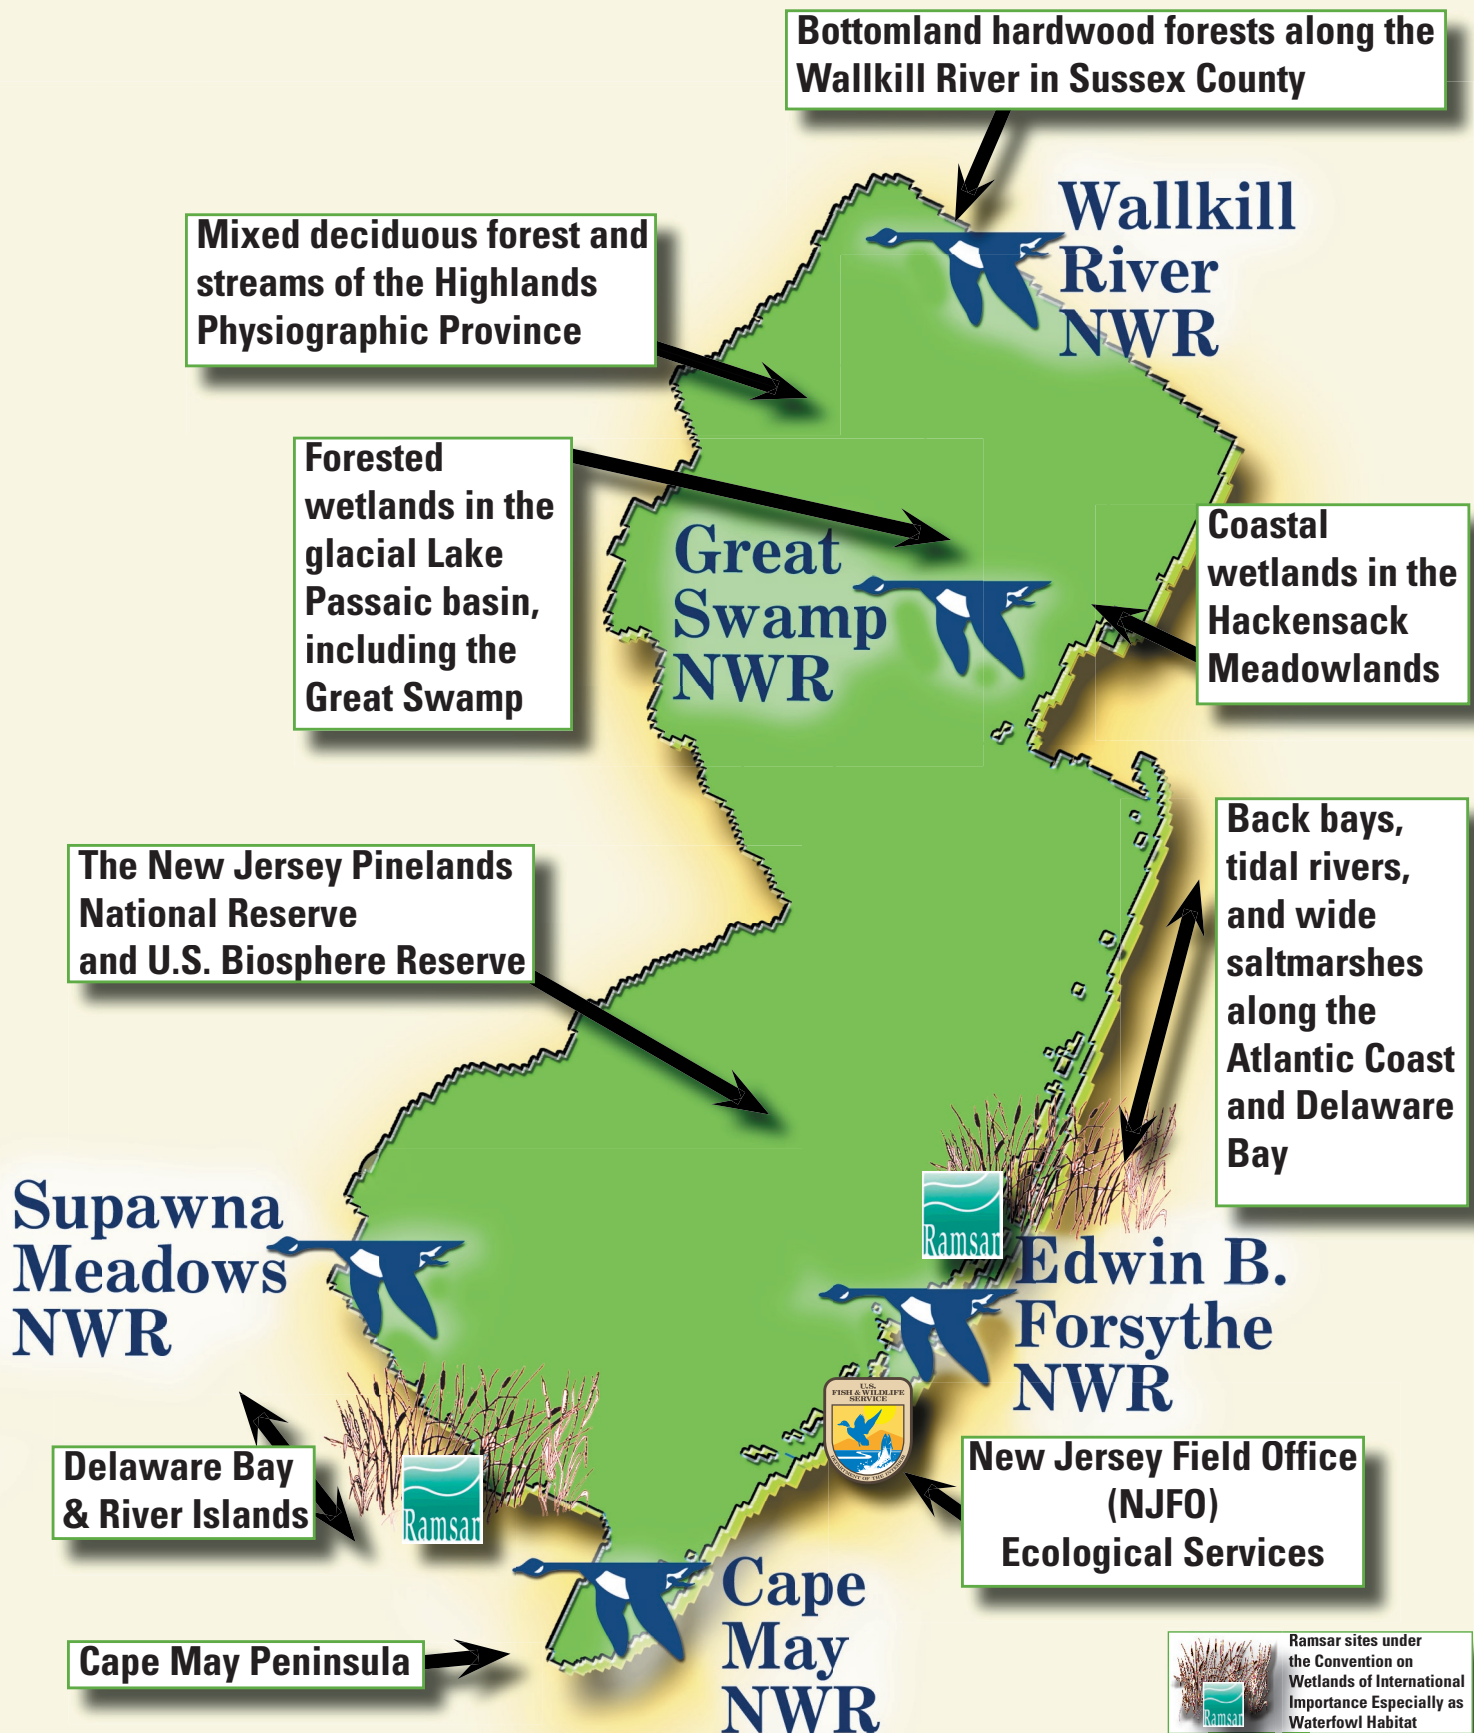 Bottomland hardwood forests along the
Wallkill River in Sussex County
Wallkill
River
NWR
Mixed deciduous forest and
streams of the Highlands
Physiographic Province
Forested
wetlands in the
glacial Lake
Passaic basin,
including the
Great Swamp
Great
Swamp
NWR
Coastal
wetlands in the
Hackensack
Meadowlands
Back bays,
tidal rivers,
and wide
saltmarshes
along the
Atlantic Coast
and Delaware
Bay
The New Jersey Pinelands
National Reserve
and U.S. Biosphere Reserve
Supawna
Meadows
NWR
Ramsar
Edwin B.
Forsythe
NWR
U.S.
FISH & WILDLIFE
SERVICE
DEPARTMENT OF THE INTERIOR
Delaware Bay
& River Islands
Ramsar
New Jersey Field Office
(NJFO)
Ecological Services
Cape
May
NWR
Cape May Peninsula
Ramsar
Ramsar sites under
the Convention on
Wetlands of International
Importance Especially as
Waterfowl Habitat